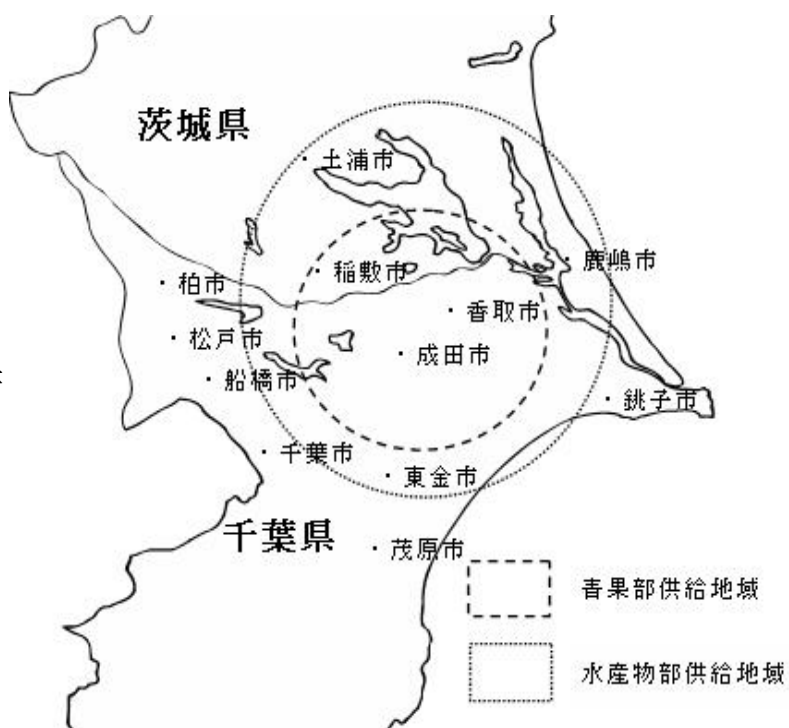 茨城県
土浦市
鹿嶋市
稲敷市
柏市
香取市
松戸市
成田市
船橋市
銚子市
千葉市
東金市
千葉県
茂原市
青果部供給地域
水産物部供給地域